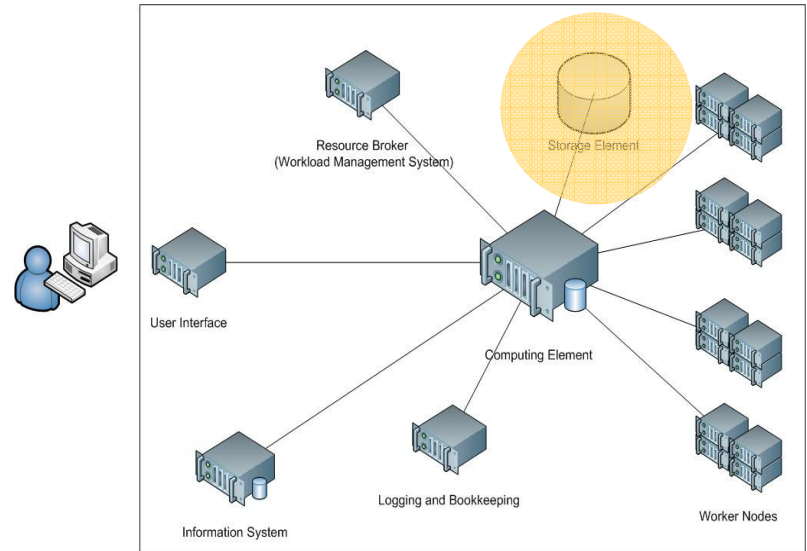 Resource Broker
(Workload Management System)
Storage Element
User Interface
Computing Element
Logging and Bookkeeping
Information System
Worker Nodes